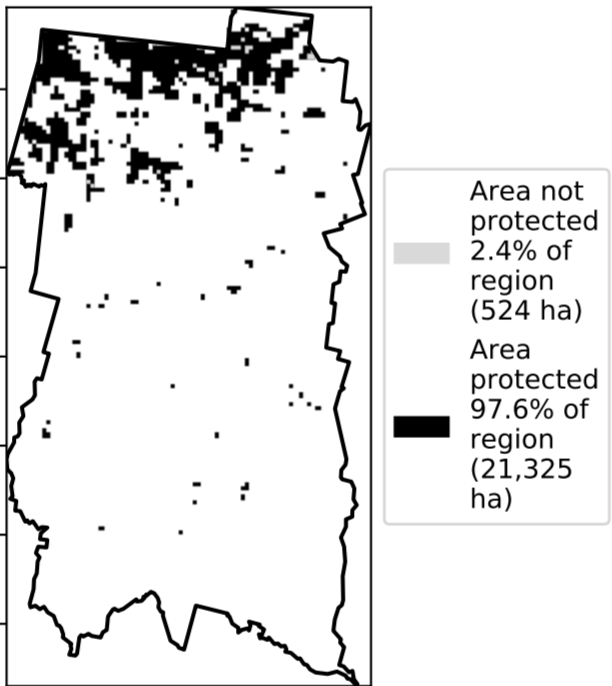 Area not
protected
2.4% of
region
(524 ha)
Area
protected
97.6% of
region
(21,325
ha)